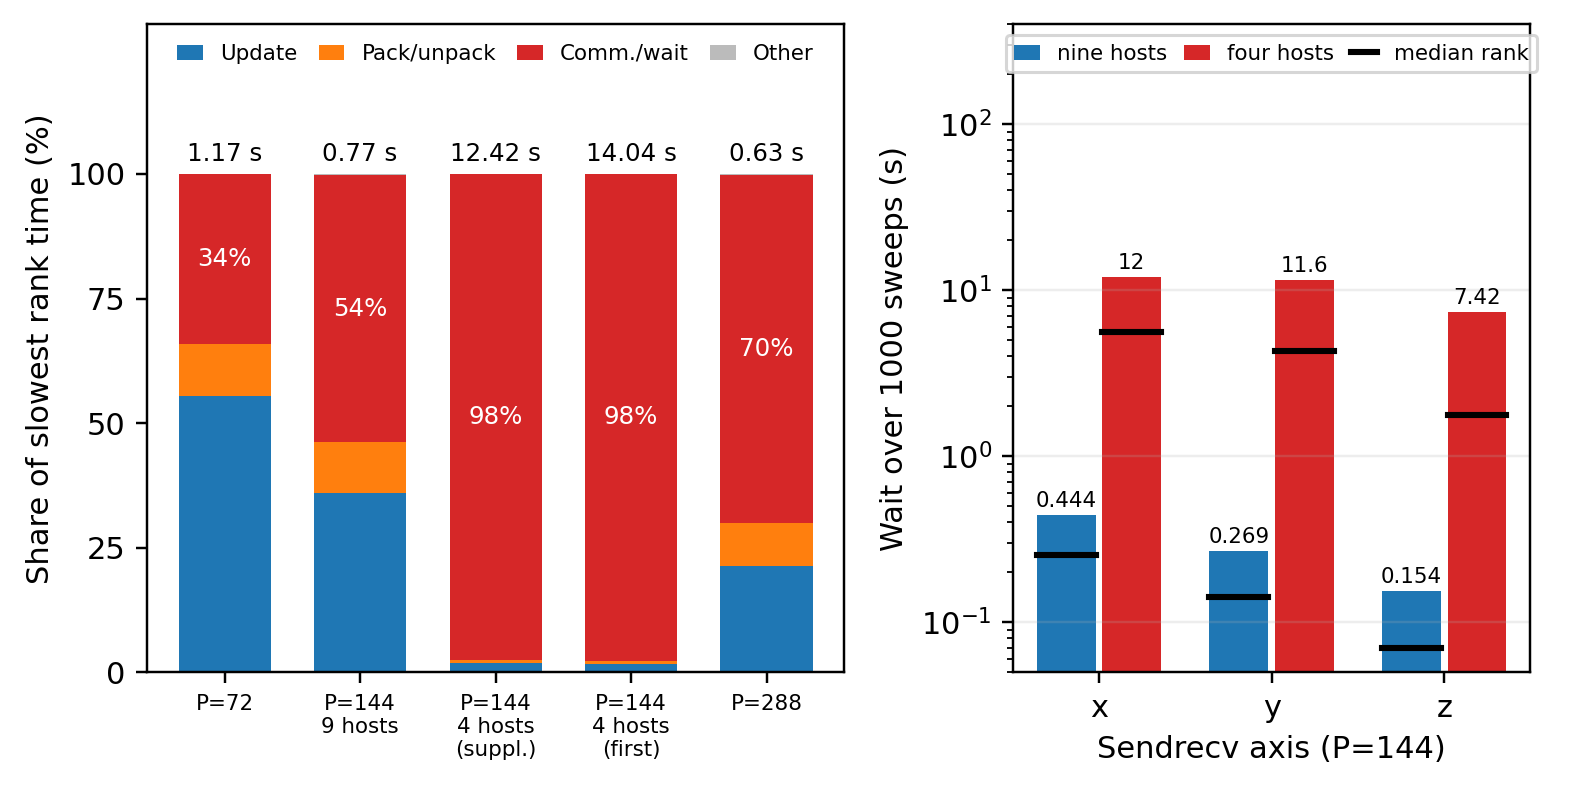 Update Pack/unpack Comm./wait Other
Share of slowest rank time (%)
100
75
50
25
0
1.17 s 0.77 s 12.42 s 14.04 s 0.63 s
34% 54% 98% 98% 70%
P=72 P=144 P=144 P=144 P=288
9 hosts 4 hosts 4 hosts
(suppl.) (first)
nine hosts four hosts median rank
Wait over 1000 sweeps (s)
10²
10¹
10⁰
10⁻¹
0.444 12 0.269 11.6 0.154 7.42
x y z
Sendrecv axis (P=144)